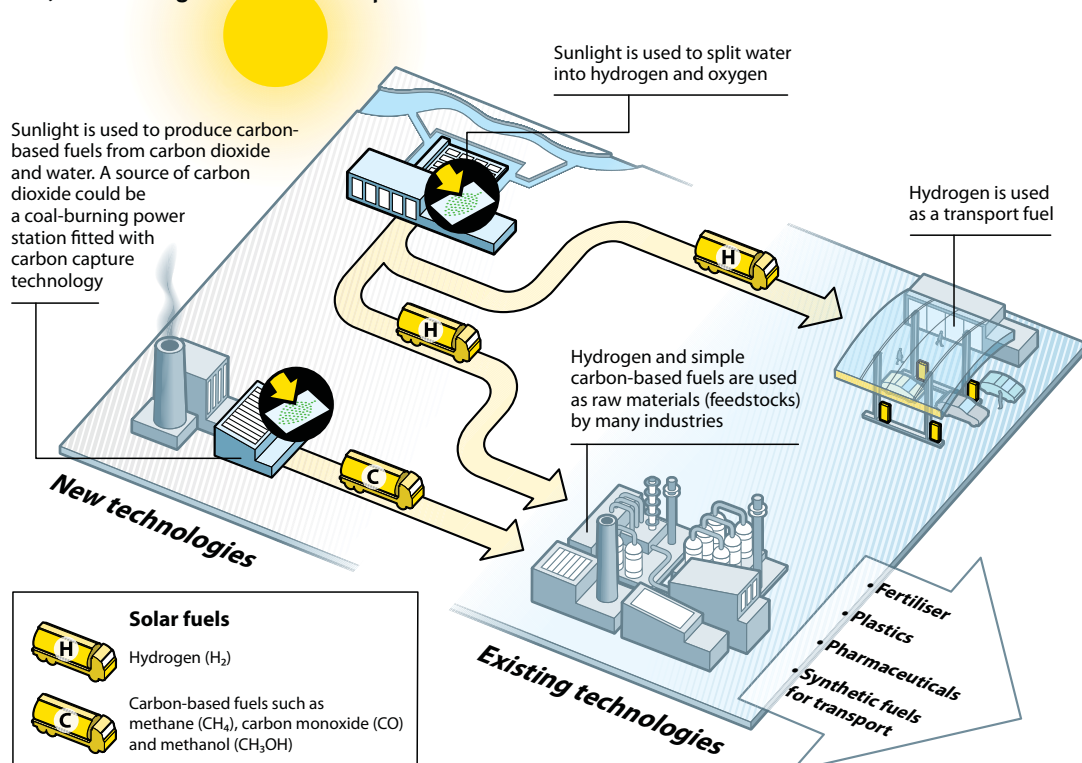 Sunlight is used to split water
into hydrogen and oxygen
Sunlight is used to produce carbon-
based fuels from carbon dioxide
and water. A source of carbon
dioxide could be
a coal-burning power
station fitted with
carbon capture
technology
Hydrogen is used
as a transport fuel
H
H
Hydrogen and simple
carbon-based fuels are used
as raw materials (feedstocks)
by many industries
C
New technologies
Existing technologies
• Fertiliser
• Plastics
• Pharmaceuticals
• Synthetic fuels
for transport
Solar fuels
H
Hydrogen (H₂)
C
Carbon-based fuels such as
methane (CH₄), carbon monoxide (CO)
and methanol (CH₃OH)